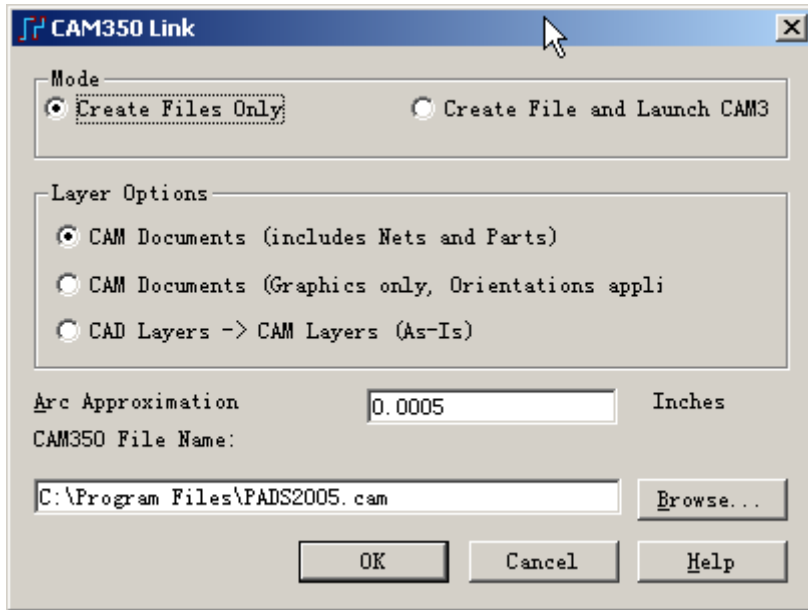 CAM350 Link
Mode
Create Files Only Create File and Launch CAM3
Layer Options
CAM Documents (includes Nets and Parts)
CAM Documents (Graphics only, Orientations appli
CAD Layers -> CAM Layers (As-Is)
Arc Approximation 0.0005 Inches
CAM350 File Name:
C:\Program Files\PADS2005.cam Browse...
OK Cancel Help